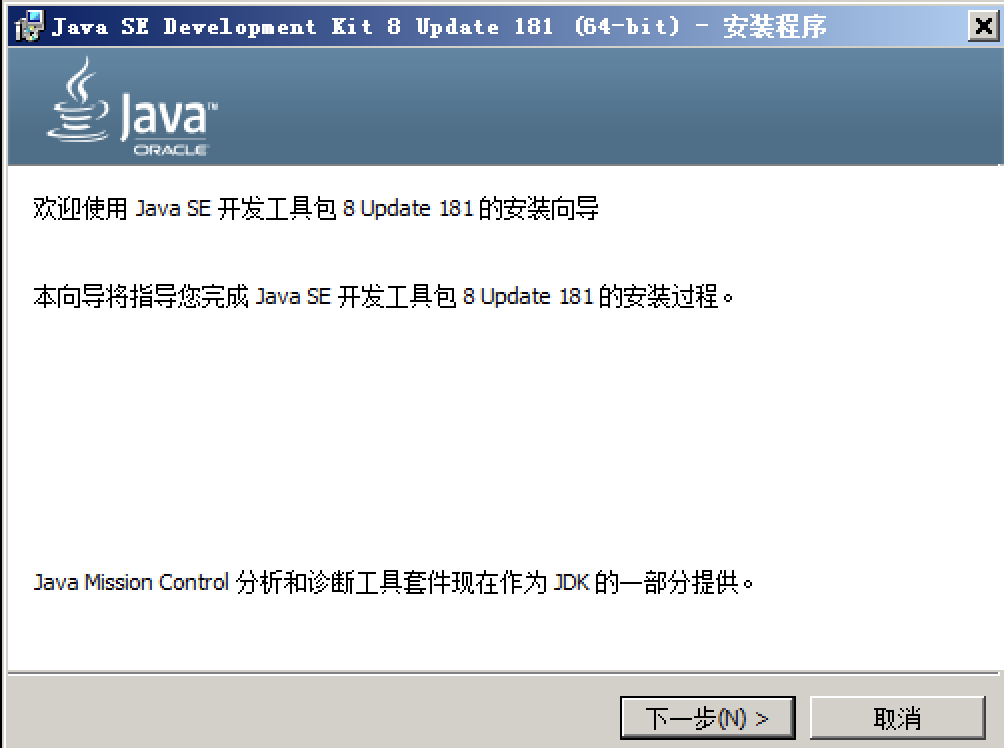 Java SE Development Kit 8 Update 181 (64-bit) - 安装程序
Java™
ORACLE
欢迎使用 Java SE 开发工具包 8 Update 181 的安装向导
本向导将指导您完成 Java SE 开发工具包 8 Update 181 的安装过程。
Java Mission Control 分析和诊断工具套件现在作为 JDK 的一部分提供。
下一步(N) >
取消